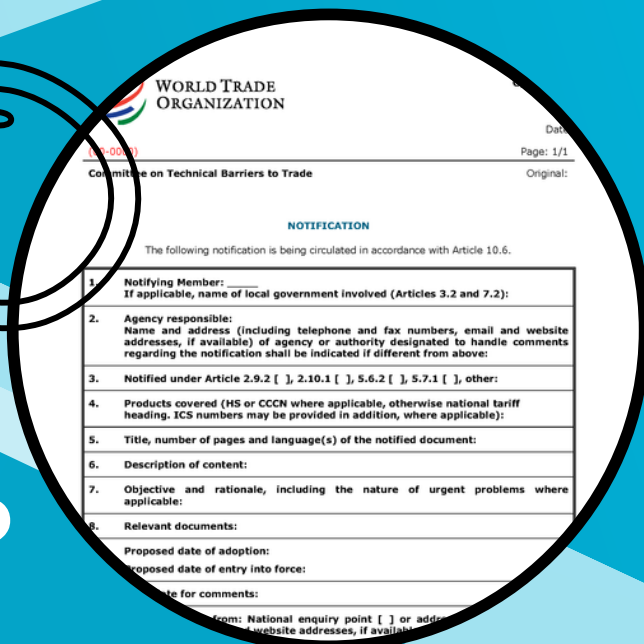 WORLD TRADE
ORGANIZATION
Page: 1/1
Committee on Technical Barriers to Trade
Original:
NOTIFICATION
The following notification is being circulated in accordance with Article 10.6.
1. Notifying Member: _____
If applicable, name of local government involved (Articles 3.2 and 7.2):
2. Agency responsible:
Name and address (including telephone and fax numbers, email and website
addresses, if available) of agency or authority designated to handle comments
regarding the notification shall be indicated if different from above:
3. Notified under Article 2.9.2 [ ], 2.10.1 [ ], 5.6.2 [ ], 5.7.1 [ ], other:
4. Products covered (HS or CCCN where applicable, otherwise national tariff
heading. ICS numbers may be provided in addition, where applicable):
5. Title, number of pages and language(s) of the notified document:
6. Description of content:
7. Objective and rationale, including the nature of urgent problems where
applicable:
8. Relevant documents:
Proposed date of adoption:
Proposed date of entry into force:
for comments:
from: National enquiry point [ ] or
website addresses, if